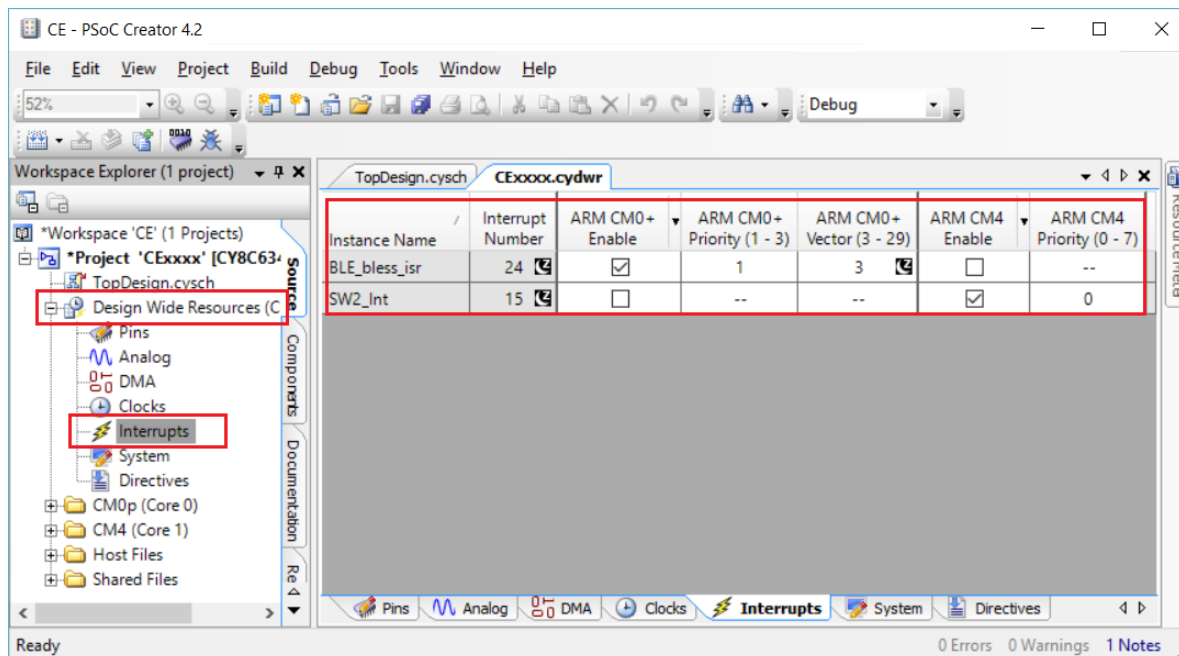 CE - PSoC Creator 4.2
File Edit View Project Build Debug Tools Window Help
52% Debug
Workspace Explorer (1 project)
*Workspace 'CE' (1 Projects)
*Project 'CExxxx' [CY8C634
TopDesign.cysch
Design Wide Resources (C
Pins
Analog
DMA
Clocks
Interrupts
System
Directives
CM0p (Core 0)
CM4 (Core 1)
Host Files
Shared Files
Source
Components
Documentation
Re
TopDesign.cysch CExxxx.cydwr
Instance Name Interrupt Number ARM CM0+ Enable ARM CM0+ Priority (1 - 3) ARM CM0+ Vector (3 - 29) ARM CM4 Enable ARM CM4 Priority (0 - 7)
BLE_bless_isr 24 1 3 --
SW2_Int 15 -- -- 0
Pins Analog DMA Clocks Interrupts System Directives
Ready 0 Errors 0 Warnings 1 Notes